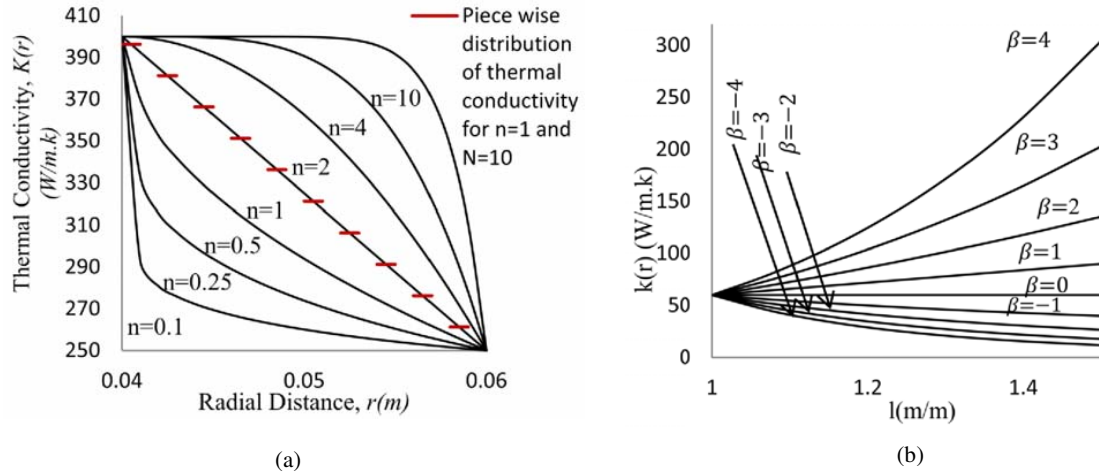 410
390
370
350
330
310
290
270
250
Thermal Conductivity, K(r)
(W/m.k)
n=10
n=4
n=2
n=1
n=0.5
n=0.25
n=0.1
Piece wise
distribution
of thermal
conductivity
for n=1 and
N=10
0.04
0.05
0.06
Radial Distance, r(m)
(a)
300
250
200
150
100
50
0
k(r) (W/m.k)
β=−4
β=−3
β=−2
β=4
β=3
β=2
β=1
β=0
β=−1
1
1.2
1.4
l(m/m)
(b)